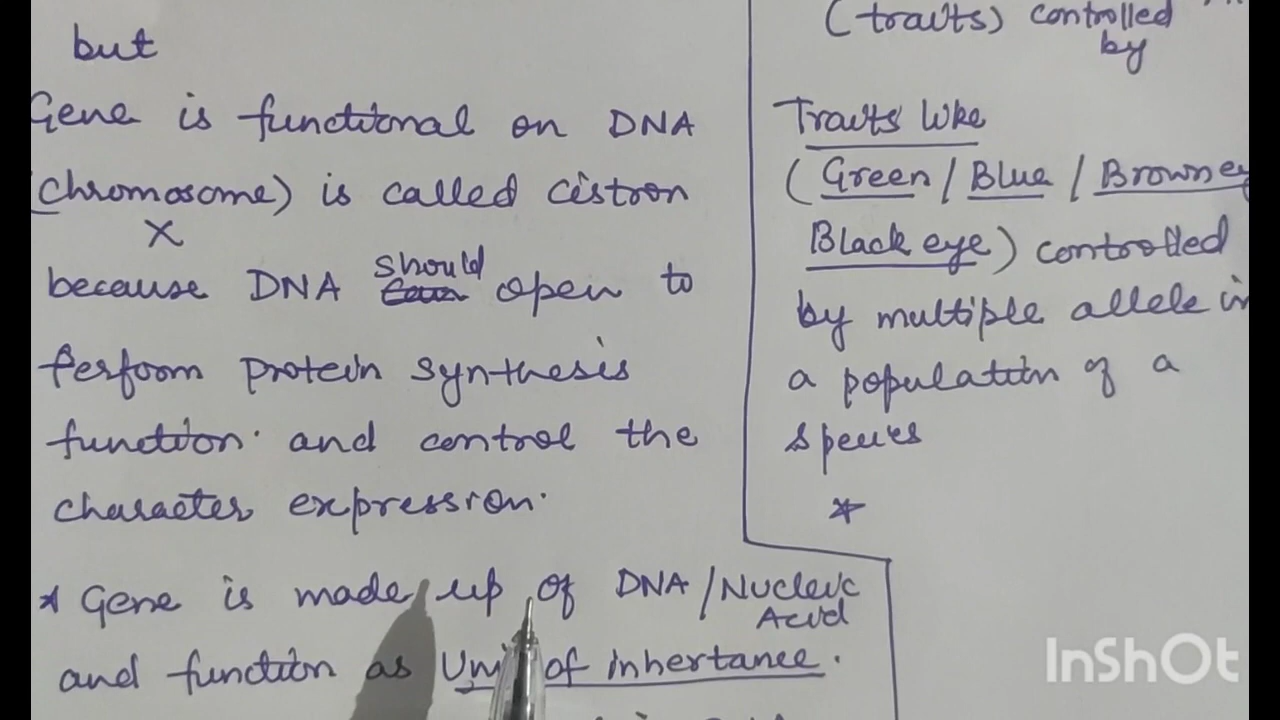 but
Gene is functional on DNA
(chromosome) is called cistron
X
because DNA should open to
perform protein synthesis
function. and control the
character expression.
* Gene is made up of DNA/Nucleic
Acid
and function as Unit of inhertance.
(traits) controlled
by
Traits like
(Green/Blue/Brown eye
Black eye) controlled
by multiple allele in
a population of a
species
*
InShOt